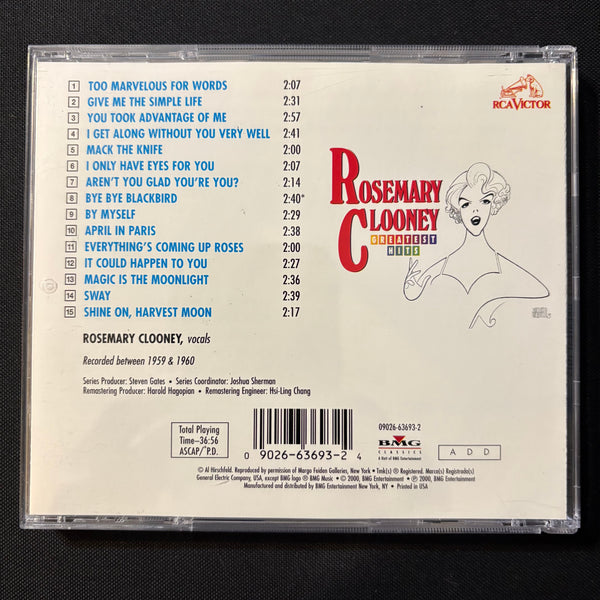 1 TOO MARVELOUS FOR WORDS 2:07
2 GIVE ME THE SIMPLE LIFE 2:31
3 YOU TOOK ADVANTAGE OF ME 2:57
4 I GET ALONG WITHOUT YOU VERY WELL 2:41
5 MACK THE KNIFE 2:00
6 I ONLY HAVE EYES FOR YOU 2:07
7 AREN'T YOU GLAD YOU'RE YOU? 2:14
8 BYE BYE BLACKBIRD 2:40*
9 BY MYSELF 2:29
10 APRIL IN PARIS 2:38
11 EVERYTHING'S COMING UP ROSES 2:00
12 IT COULD HAPPEN TO YOU 2:27
13 MAGIC IS THE MOONLIGHT 2:36
14 SWAY 2:39
15 SHINE ON, HARVEST MOON 2:17
RCA VICTOR
ROSEMARY
CLOONEY
GREATEST
HITS
ROSEMARY CLOONEY, vocals
Recorded between 1959 & 1960
Series Producer: Steven Gates • Series Coordinator: Joshua Sherman
Remastering Producer: Harold Hagopian • Remastering Engineer: Hsi-Ling Chang
Total Playing
Time—36:56
ASCAP/*P.D.
0 09026-63693-2 4
09026-63693-2
BMG
CLASSICS
A Unit of BMG Entertainment
A D D
© Al Hirschfeld. Reproduced by permission of Margo Feiden Galleries, New York • Tmk(s) ® Registered. Marca(s) Registrada(s)
General Electric Company, USA, except BMG logo ® BMG Music • © 2000, BMG Entertainment • ℗ 2000, BMG Entertainment
Manufactured and distributed by BMG Entertainment New York, NY • Printed in USA